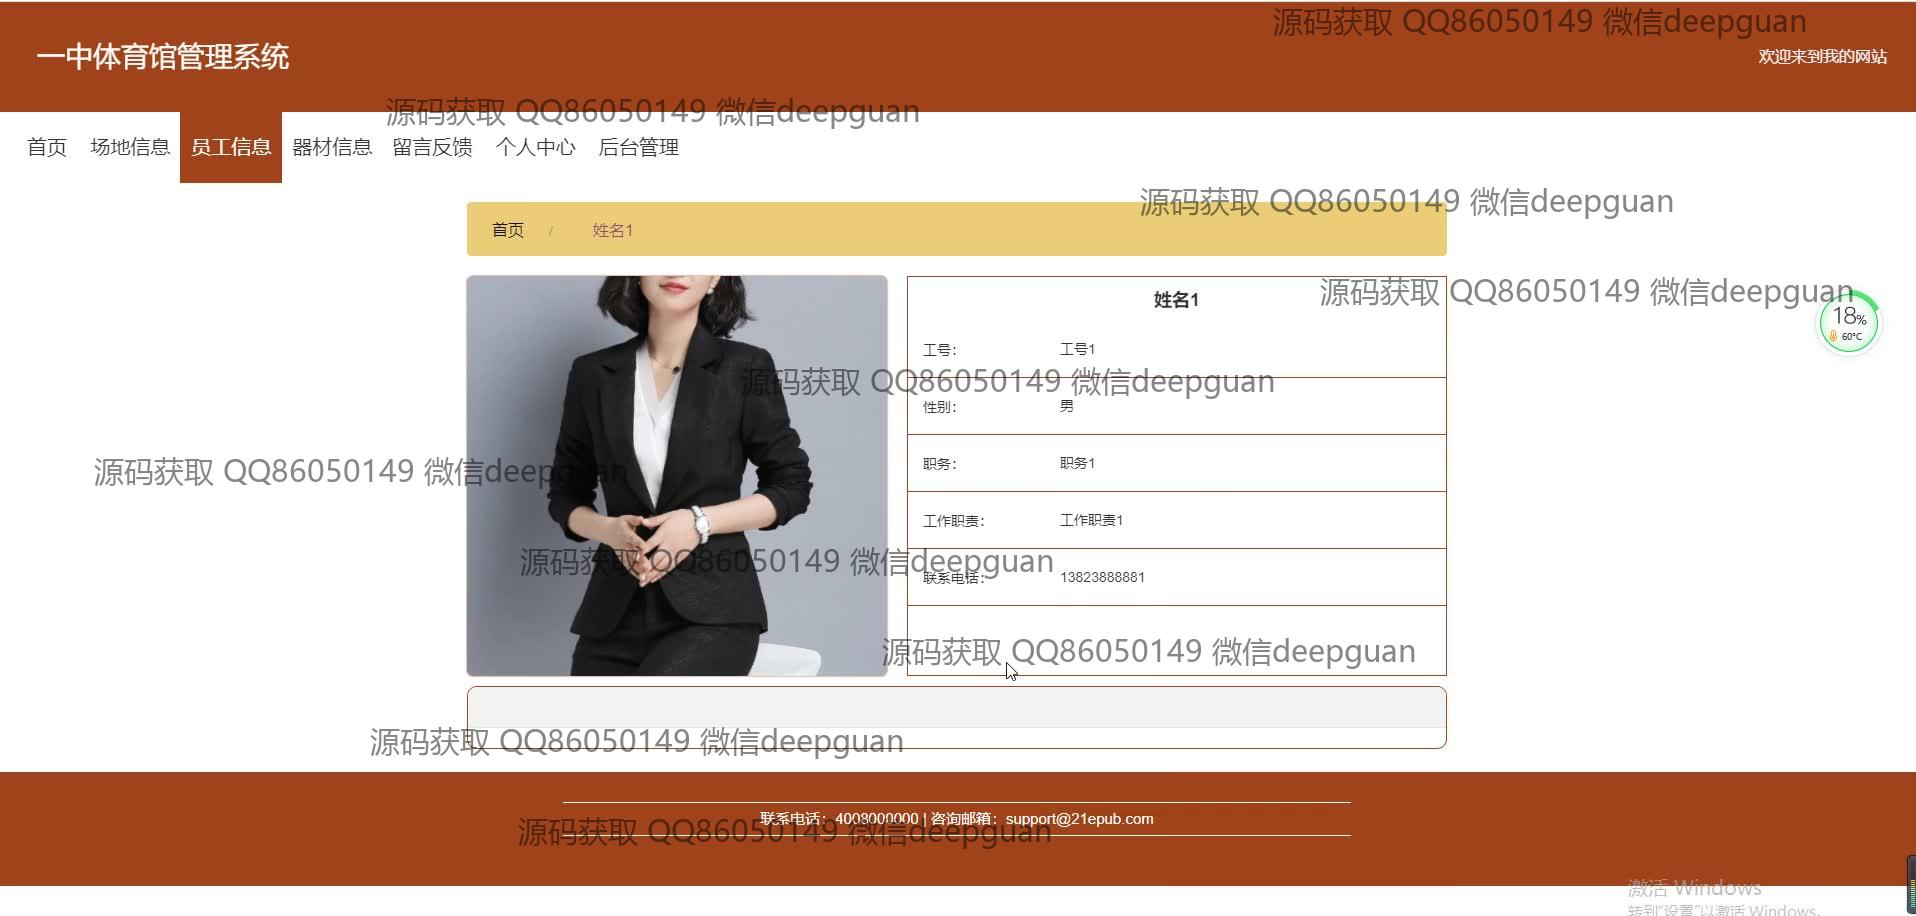 源码获取 QQ86050149 微信deepguan
一中体育馆管理系统
欢迎来到我的网站
源码获取 QQ86050149 微信deepguan
首页 场地信息 员工信息 器材信息 留言反馈 个人中心 后台管理
源码获取 QQ86050149 微信deepguan
首页 / 姓名1
源码获取 QQ86050149 微信deepguan
姓名1
18%
60°C
工号： 工号1
源码获取 QQ86050149 微信deepguan
性别： 男
职务： 职务1
源码获取 QQ86050149 微信deepguan
工作职责： 工作职责1
源码获取 QQ86050149 微信deepguan
联系电话： 13823888881
源码获取 QQ86050149 微信deepguan
源码获取 QQ86050149 微信deepguan
联系电话：4008000000 | 咨询邮箱：support@21epub.com
源码获取 QQ86050149 微信deepguan
激活 Windows
转到"设置"以激活 Windows。